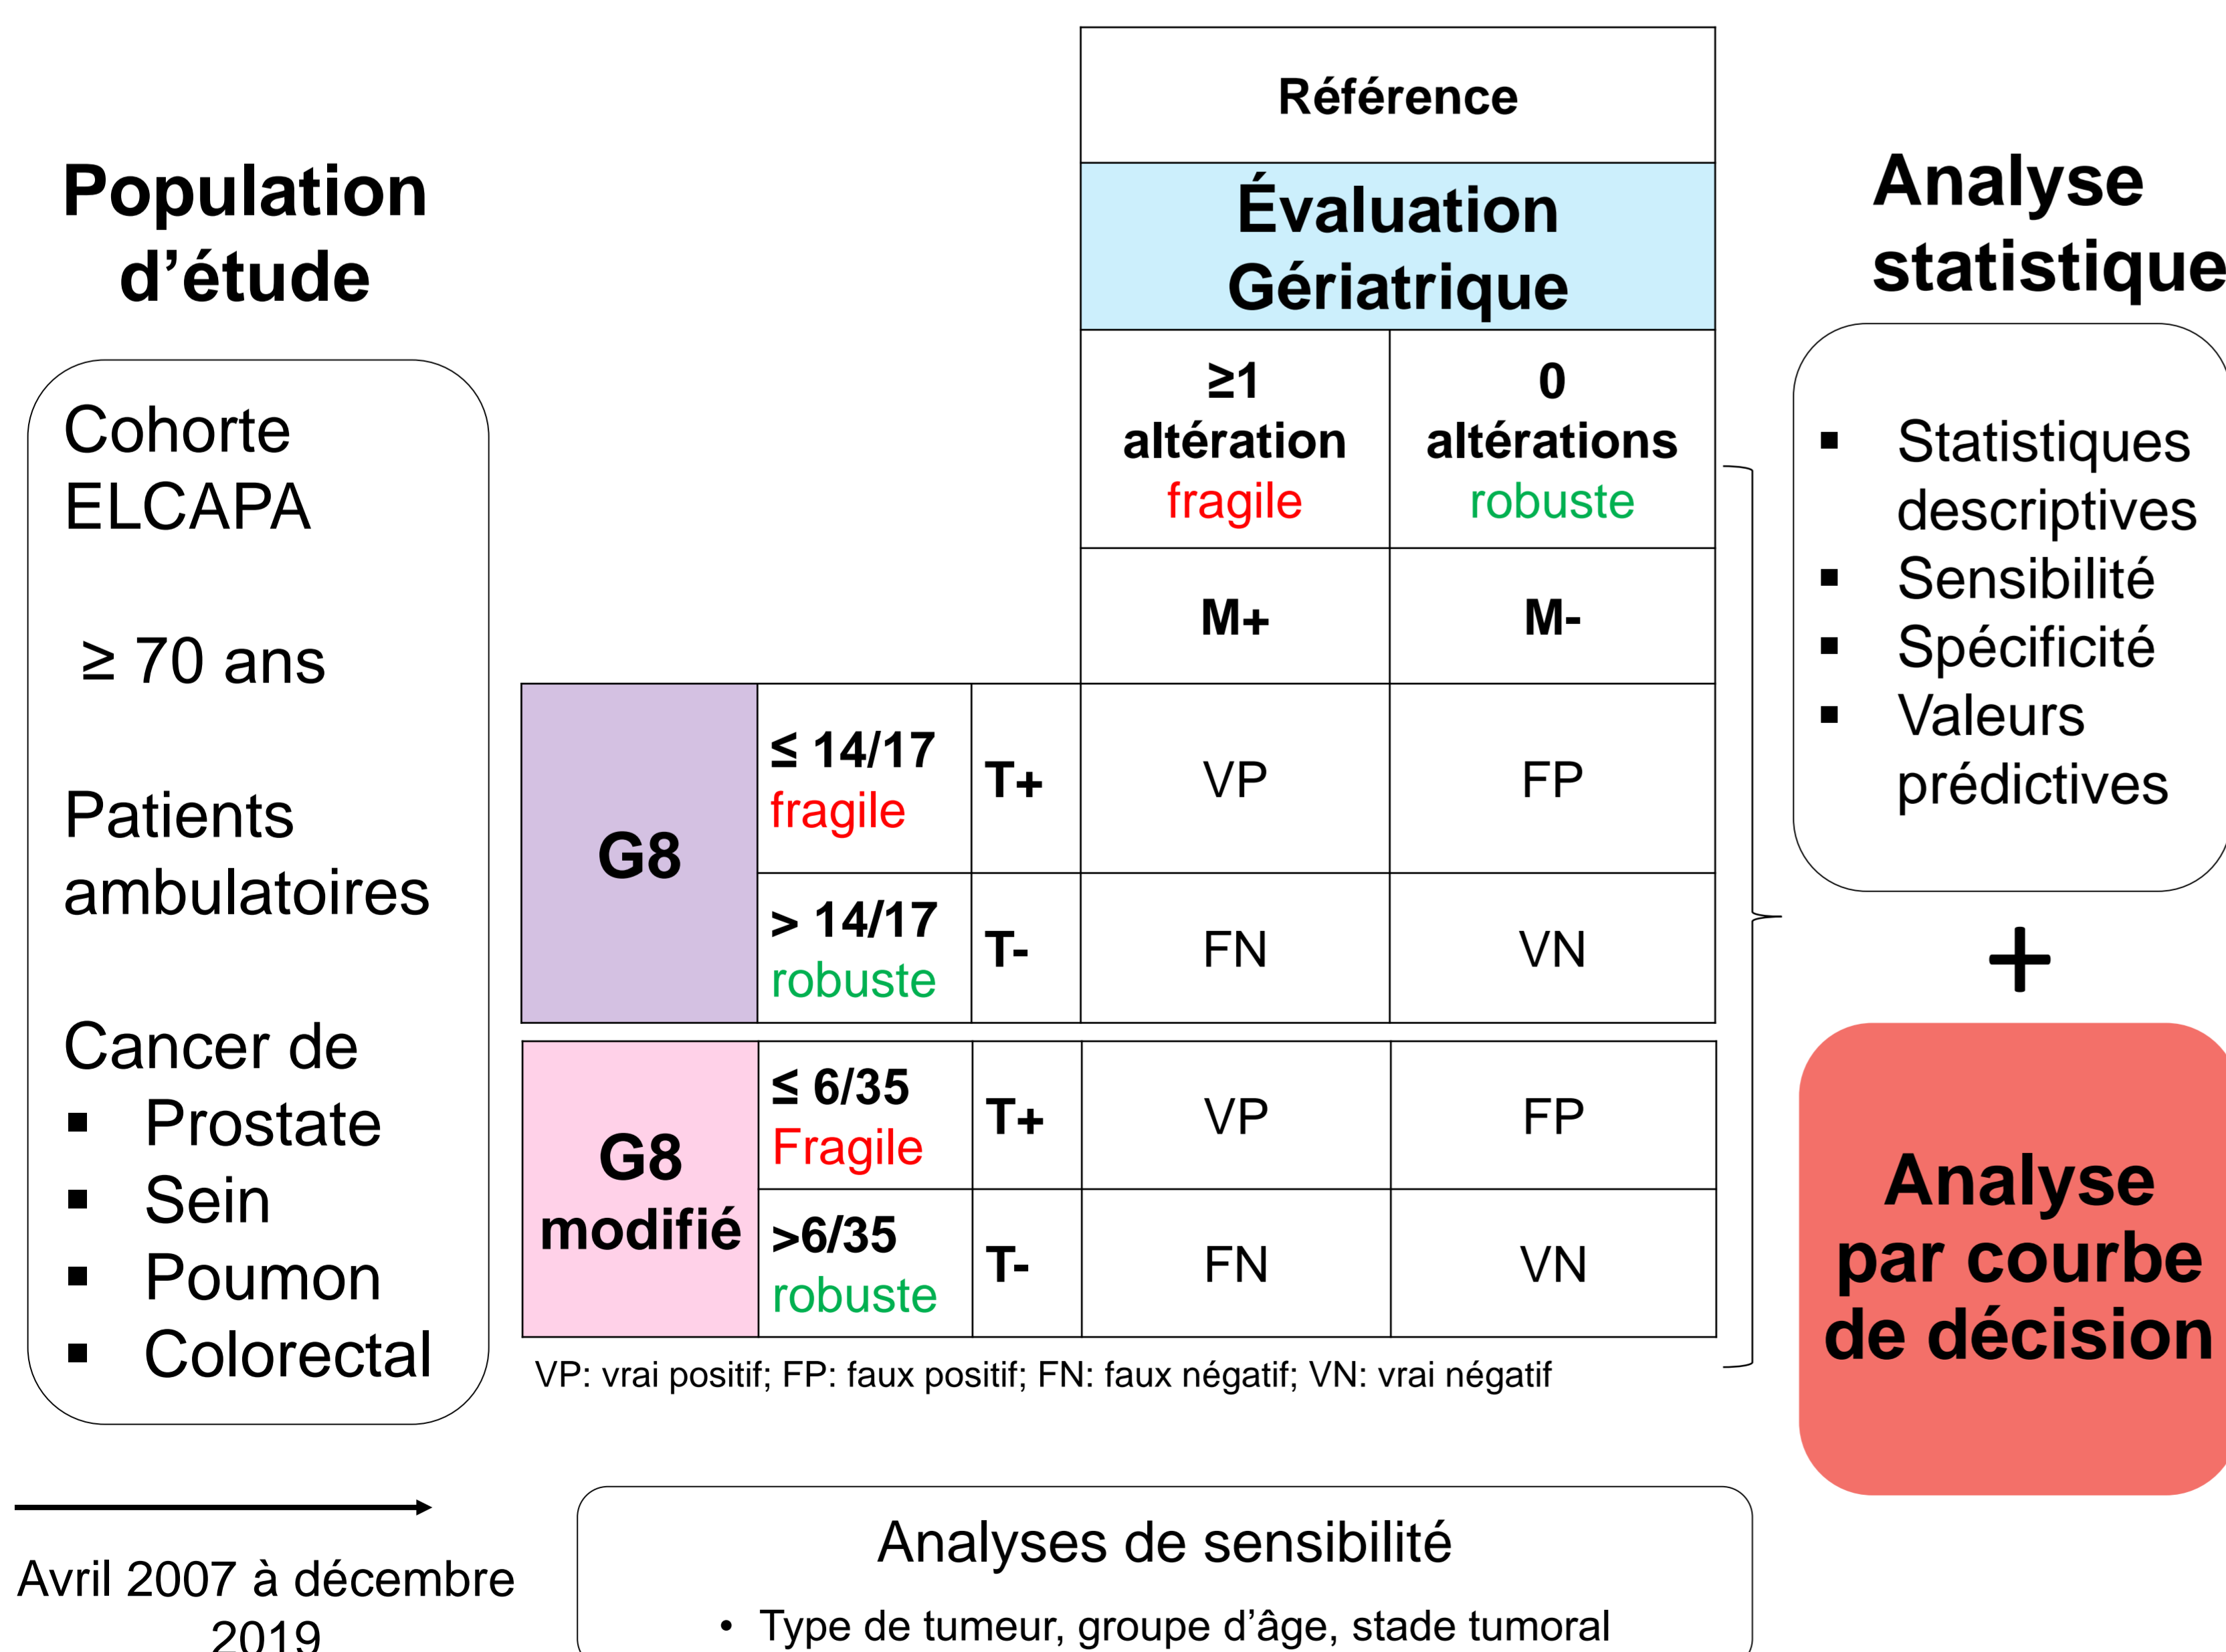 Population
d’étude
Cohorte
ELCAPA
≥ 70 ans
Patients
ambulatoires
Cancer de
▪ Prostate
▪ Sein
▪ Poumon
▪ Colorectal
Avril 2007 à décembre
2019
Référence
Évaluation
Gériatrique
≥1
altération
fragile
0
altérations
robuste
M+
M-
G8
≤ 14/17
fragile
T+
VP
FP
> 14/17
robuste
T-
FN
VN
G8
modifié
≤ 6/35
Fragile
T+
VP
FP
>6/35
robuste
T-
FN
VN
VP: vrai positif; FP: faux positif; FN: faux négatif; VN: vrai négatif
Analyses de sensibilité
• Type de tumeur, groupe d’âge, stade tumoral
Analyse
statistique
▪ Statistiques
descriptives
▪ Sensibilité
▪ Spécificité
▪ Valeurs
prédictives
+
Analyse
par courbe
de décision